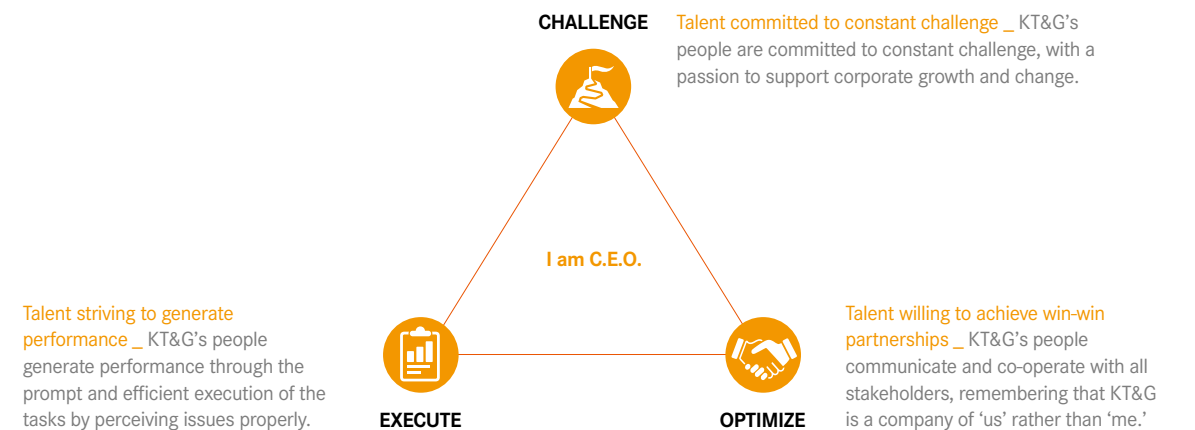 CHALLENGE
Talent committed to constant challenge _ KT&G's
people are committed to constant challenge, with a
passion to support corporate growth and change.
I am C.E.O.
Talent striving to generate
performance _ KT&G's people
generate performance through the
prompt and efficient execution of the
tasks by perceiving issues properly.
EXECUTE
OPTIMIZE
Talent willing to achieve win-win
partnerships _ KT&G's people
communicate and co-operate with all
stakeholders, remembering that KT&G
is a company of ‘us’ rather than ‘me.’